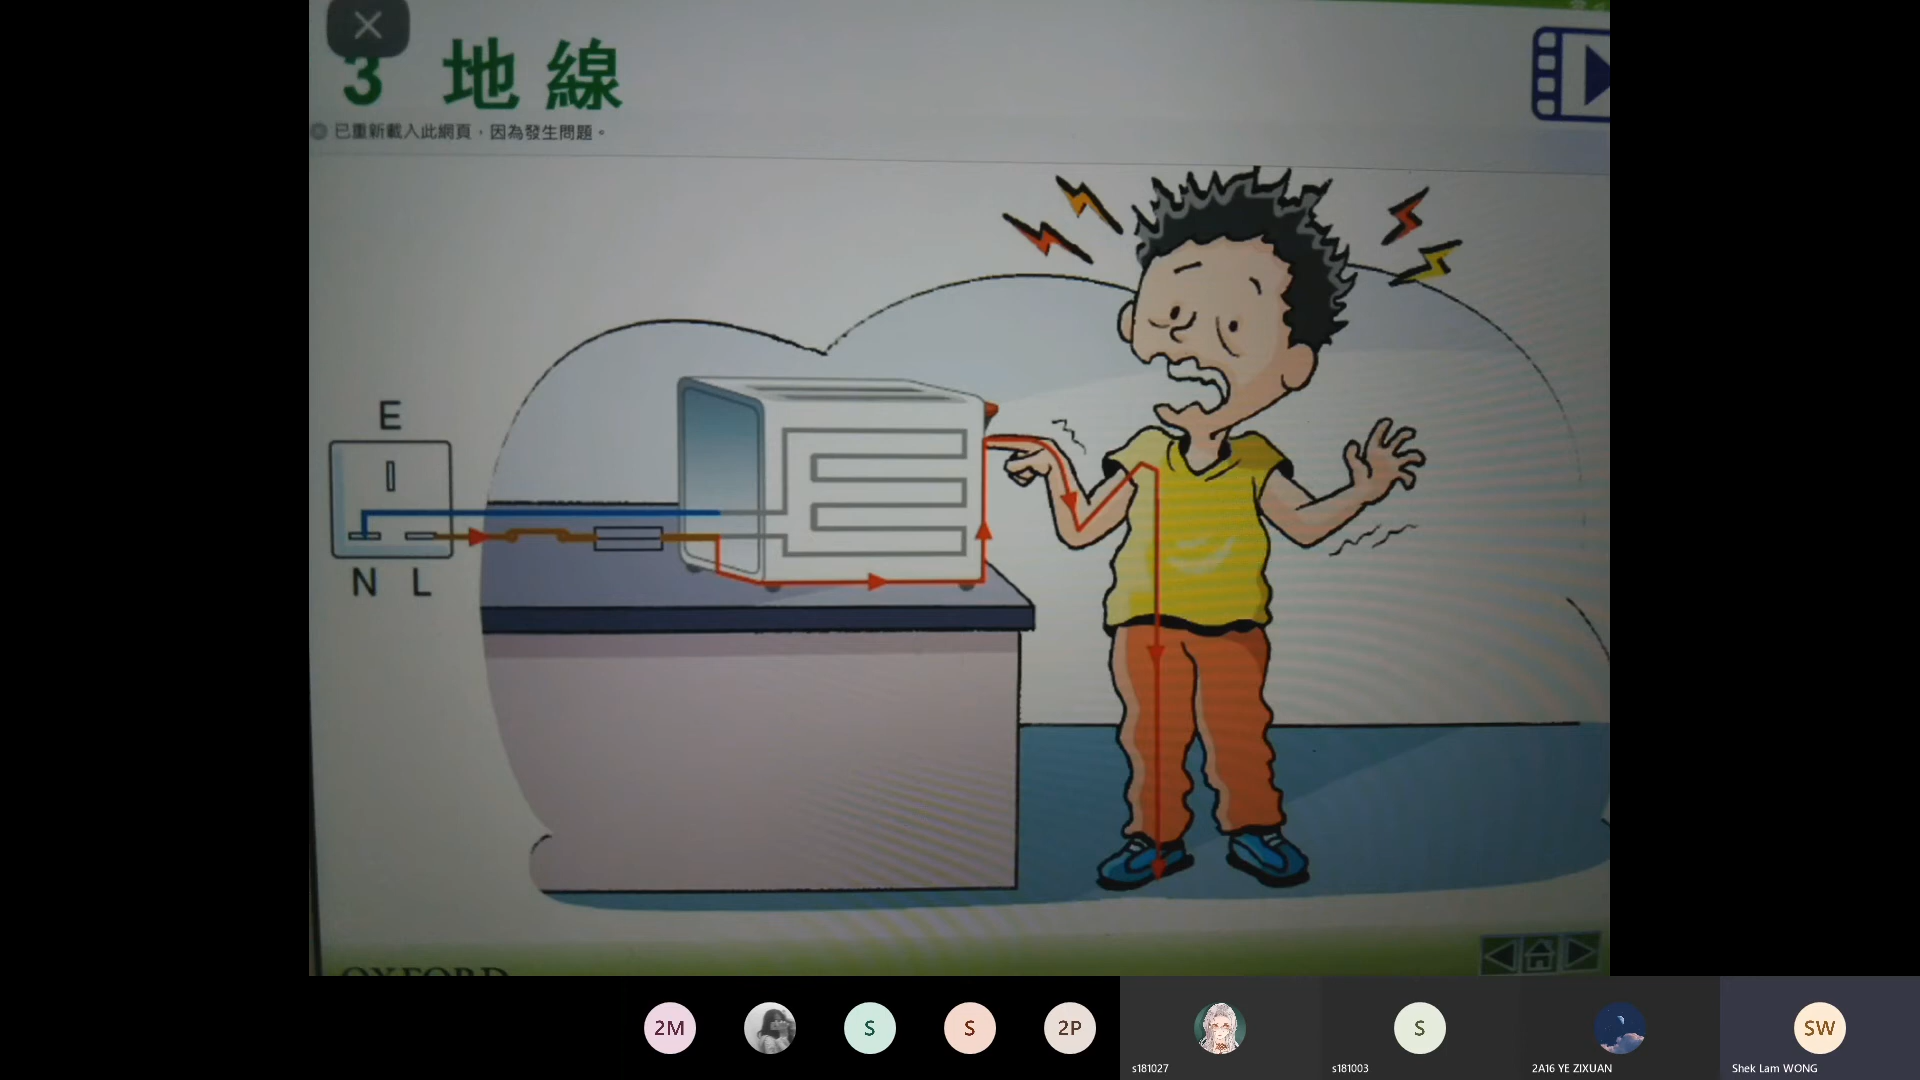 3 地線
已重新載入此網頁，因為發生問題。
E
N L
OXFORD
2M
S
S
2P
S
SW
s181027
s181003
2A16 YE ZIXUAN
Shek Lam WONG